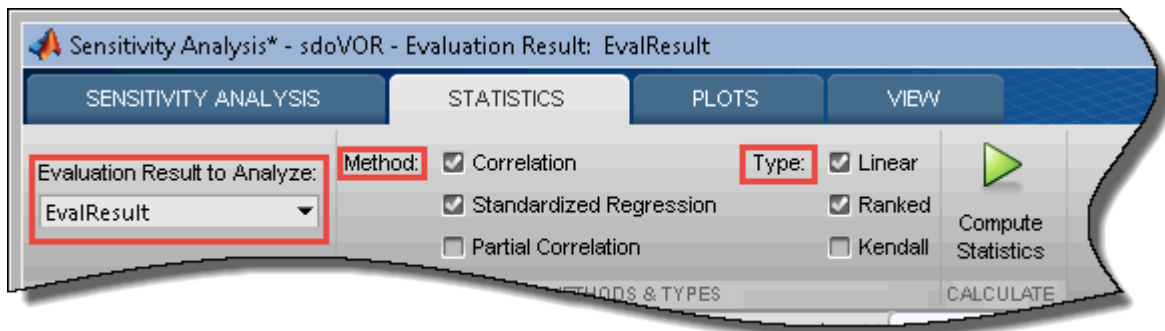 Sensitivity Analysis* - sdoVOR - Evaluation Result: EvalResult
SENSITIVITY ANALYSIS STATISTICS PLOTS VIEW
Evaluation Result to Analyze:
EvalResult
Method:
Correlation
Standardized Regression
Partial Correlation
Type:
Linear
Ranked
Kendall
Compute
Statistics
& TYPES
CALCULATE